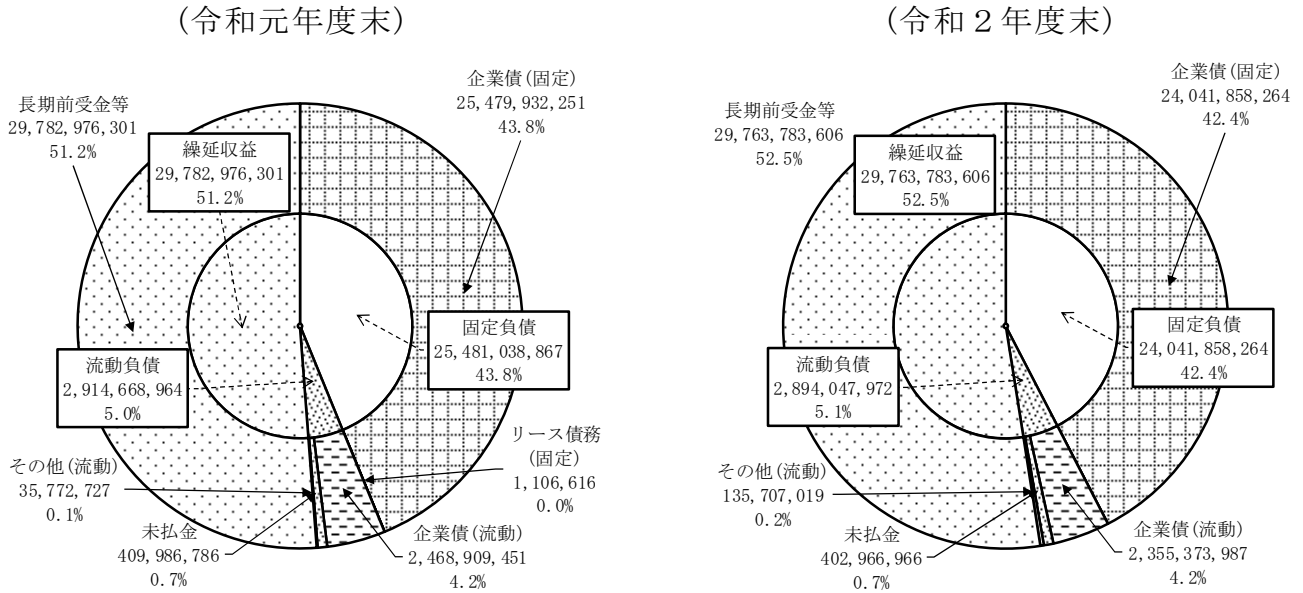 (令和元年度末)
企業債(固定)
25,479,932,251
43.8%
長期前受金等
29,782,976,301
51.2%
繰延収益
29,782,976,301
51.2%
固定負債
25,481,038,867
43.8%
流動負債
2,914,668,964
5.0%
リース債務
(固定)
1,106,616
0.0%
その他(流動)
35,772,727
0.1%
未払金
409,986,786
0.7%
企業債(流動)
2,468,909,451
4.2%
(令和2年度末)
企業債(固定)
24,041,858,264
42.4%
長期前受金等
29,763,783,606
52.5%
繰延収益
29,763,783,606
52.5%
固定負債
24,041,858,264
42.4%
流動負債
2,894,047,972
5.1%
その他(流動)
135,707,019
0.2%
未払金
402,966,966
0.7%
企業債(流動)
2,355,373,987
4.2%